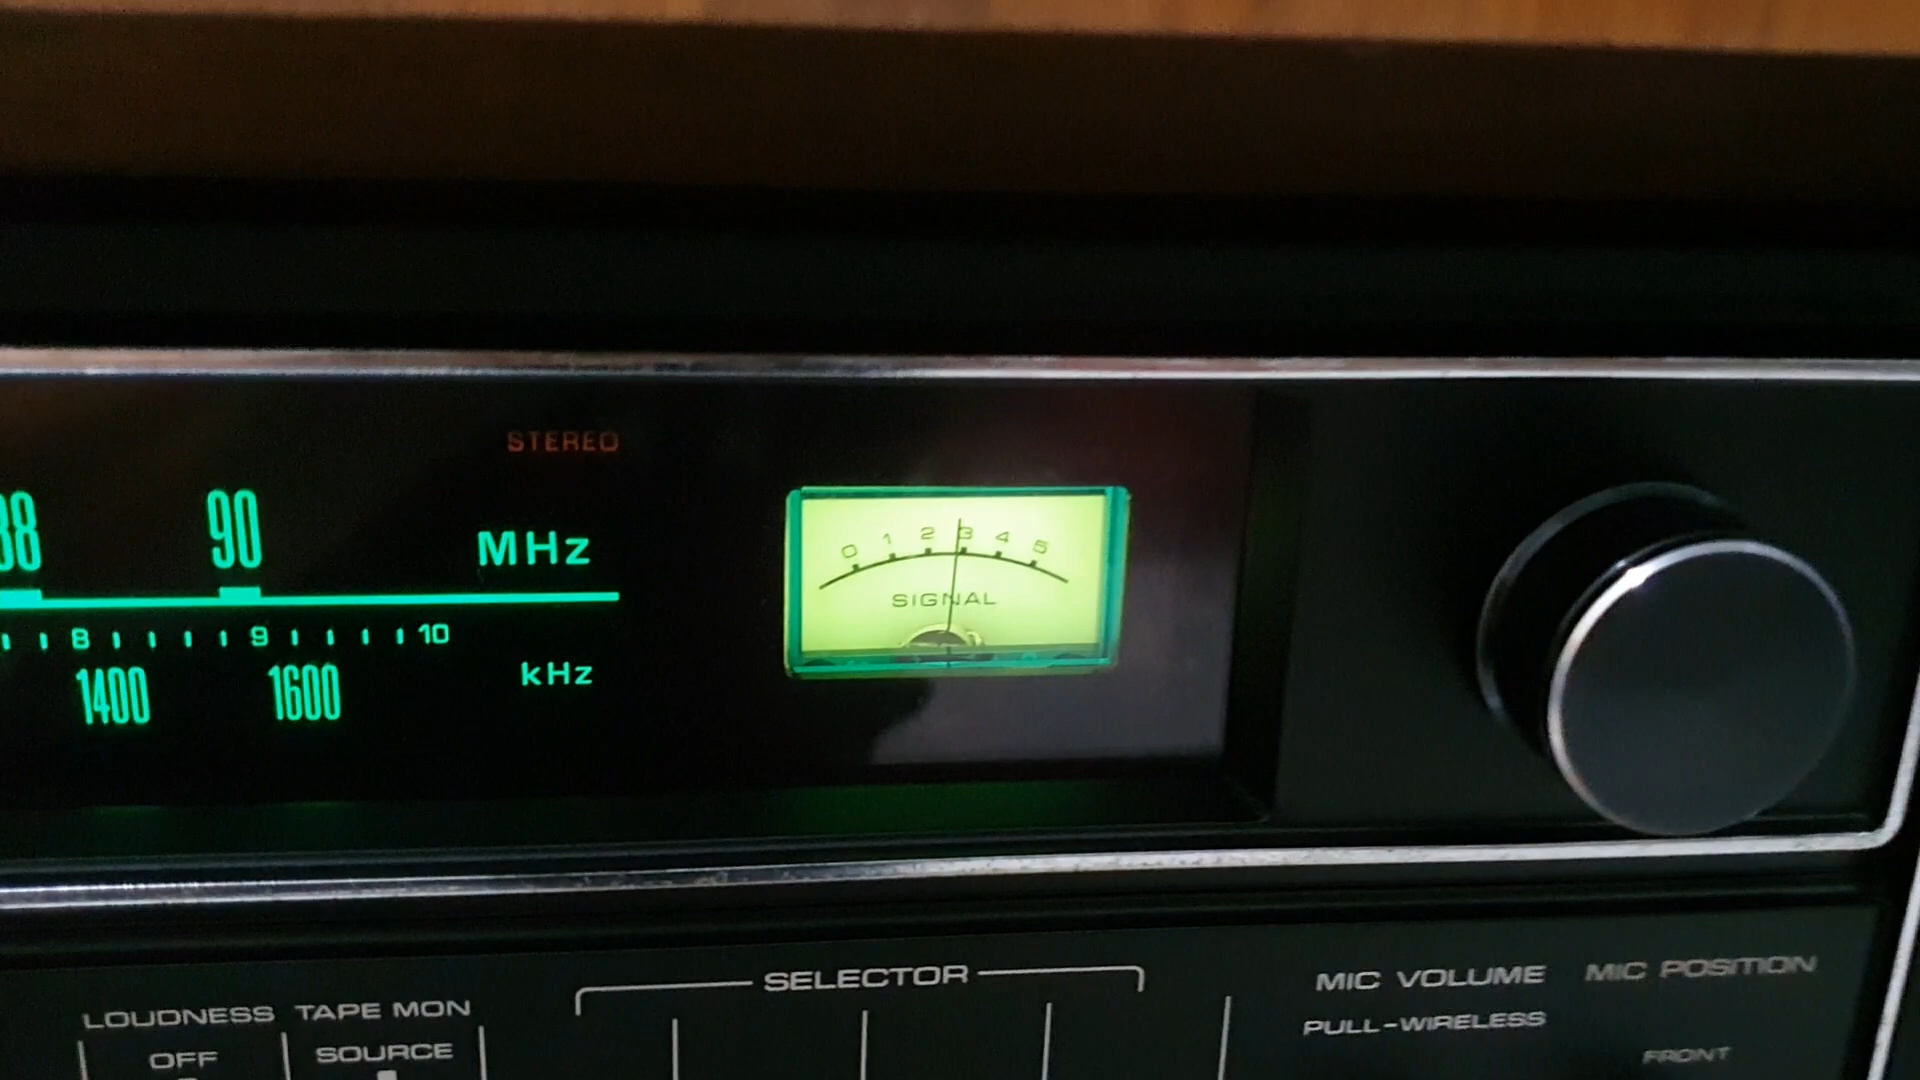 STEREO
88 90 MHz
8 9 10
1400 1600 kHz
0 1 2 3 4 5
SIGNAL
SELECTOR
LOUDNESS TAPE MON
OFF SOURCE
MIC VOLUME MIC POSITION
PULL-WIRELESS
FRONT